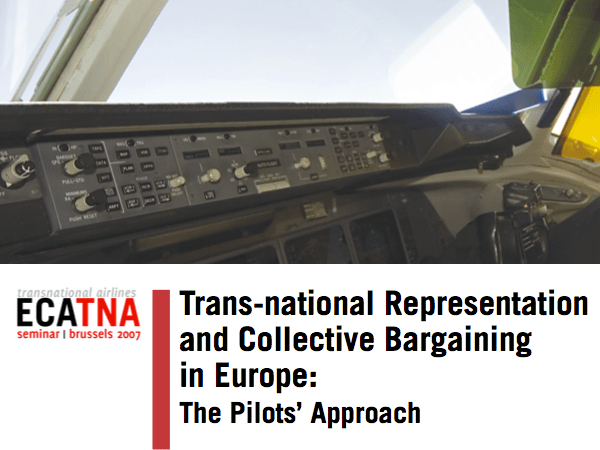 transnational airlines
ECATNA
seminar | brussels 2007
Trans-national Representation
and Collective Bargaining
in Europe:
The Pilots' Approach